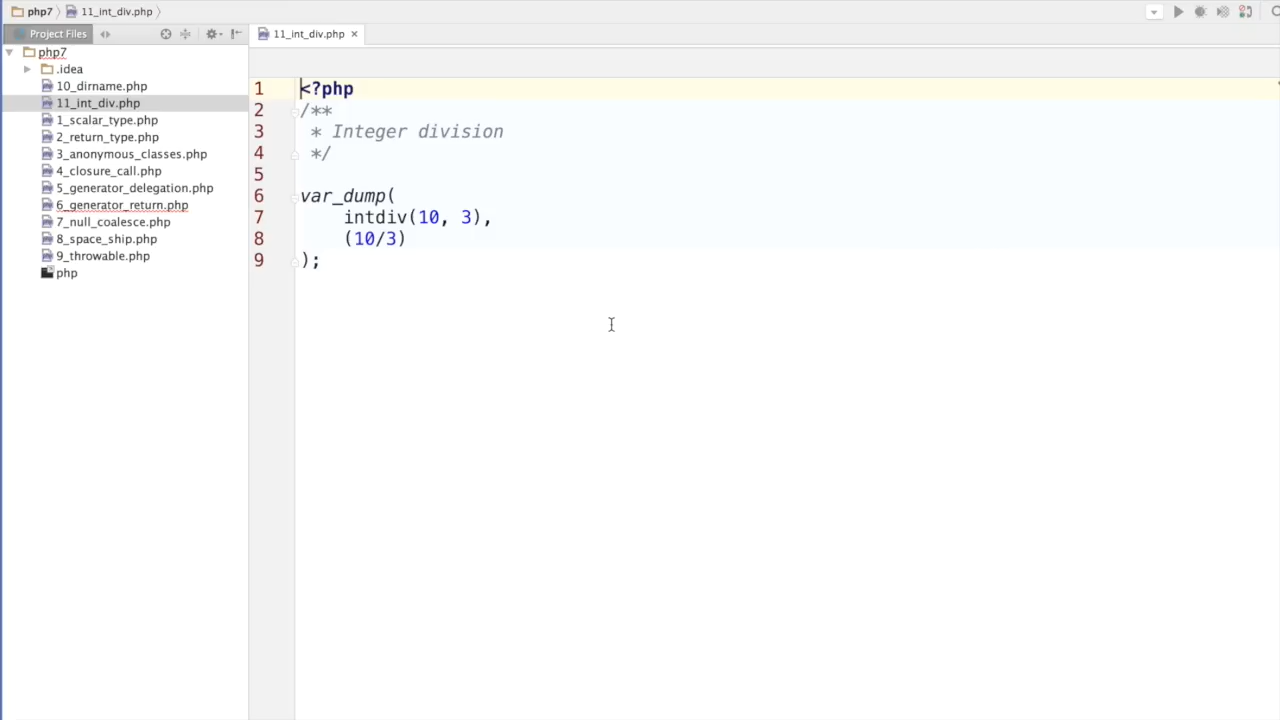 php7
11_int_div.php
Project Files
11_int_div.php
php7
.idea
10_dirname.php
11_int_div.php
1_scalar_type.php
2_return_type.php
3_anonymous_classes.php
4_closure_call.php
5_generator_delegation.php
6_generator_return.php
7_null_coalesce.php
8_space_ship.php
9_throwable.php
php
1 <?php
2 /**
3  * Integer division
4  */
5
6 var_dump(
7     intdiv(10, 3),
8     (10/3)
9 );